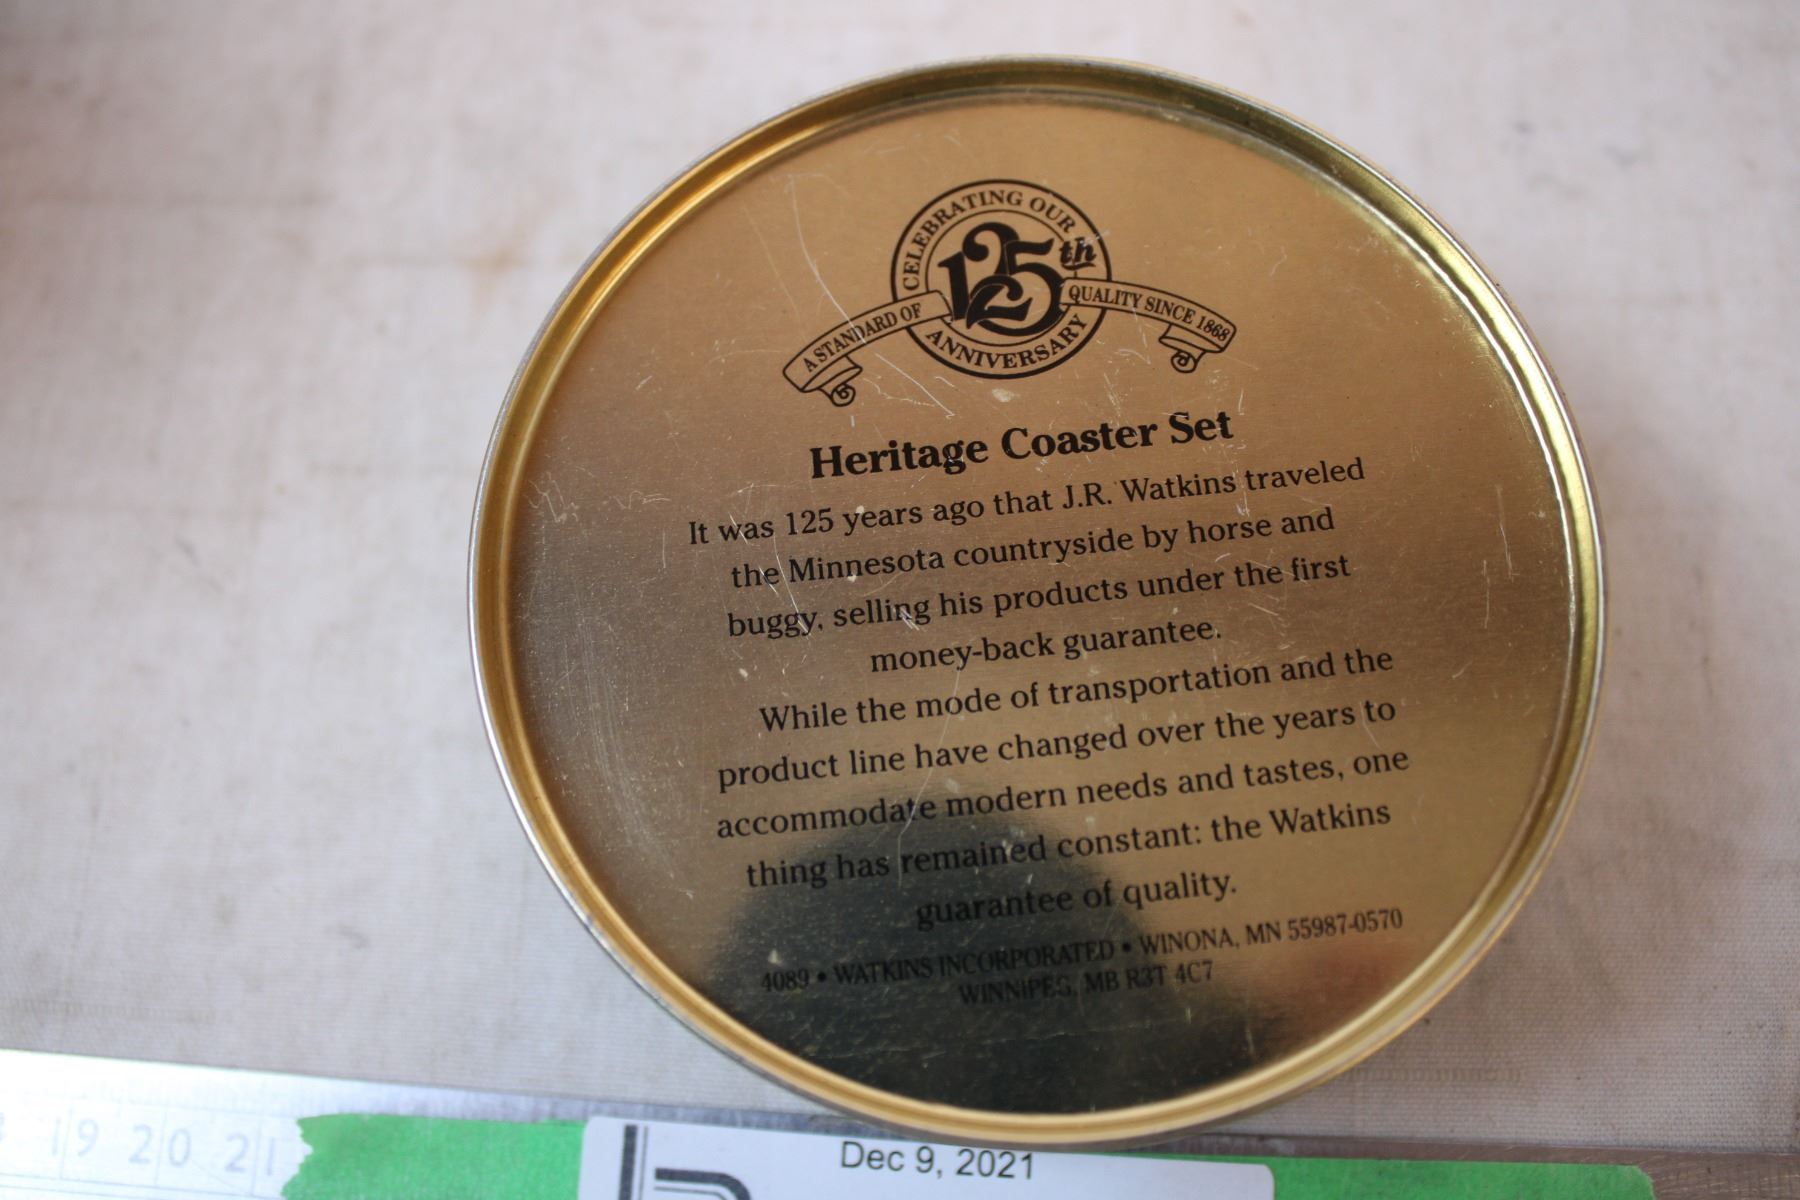 CELEBRATING OUR
125th
A STANDARD OF QUALITY SINCE 1868
ANNIVERSARY
Heritage Coaster Set
It was 125 years ago that J.R. Watkins traveled
the Minnesota countryside by horse and
buggy, selling his products under the first
money-back guarantee.
While the mode of transportation and the
product line have changed over the years to
accommodate modern needs and tastes, one
thing has remained constant: the Watkins
guarantee of quality.
4089 • WATKINS INCORPORATED • WINONA, MN 55987-0570
WINNIPEG, MB R3T 4C7
19 20 21
Dec 9, 2021